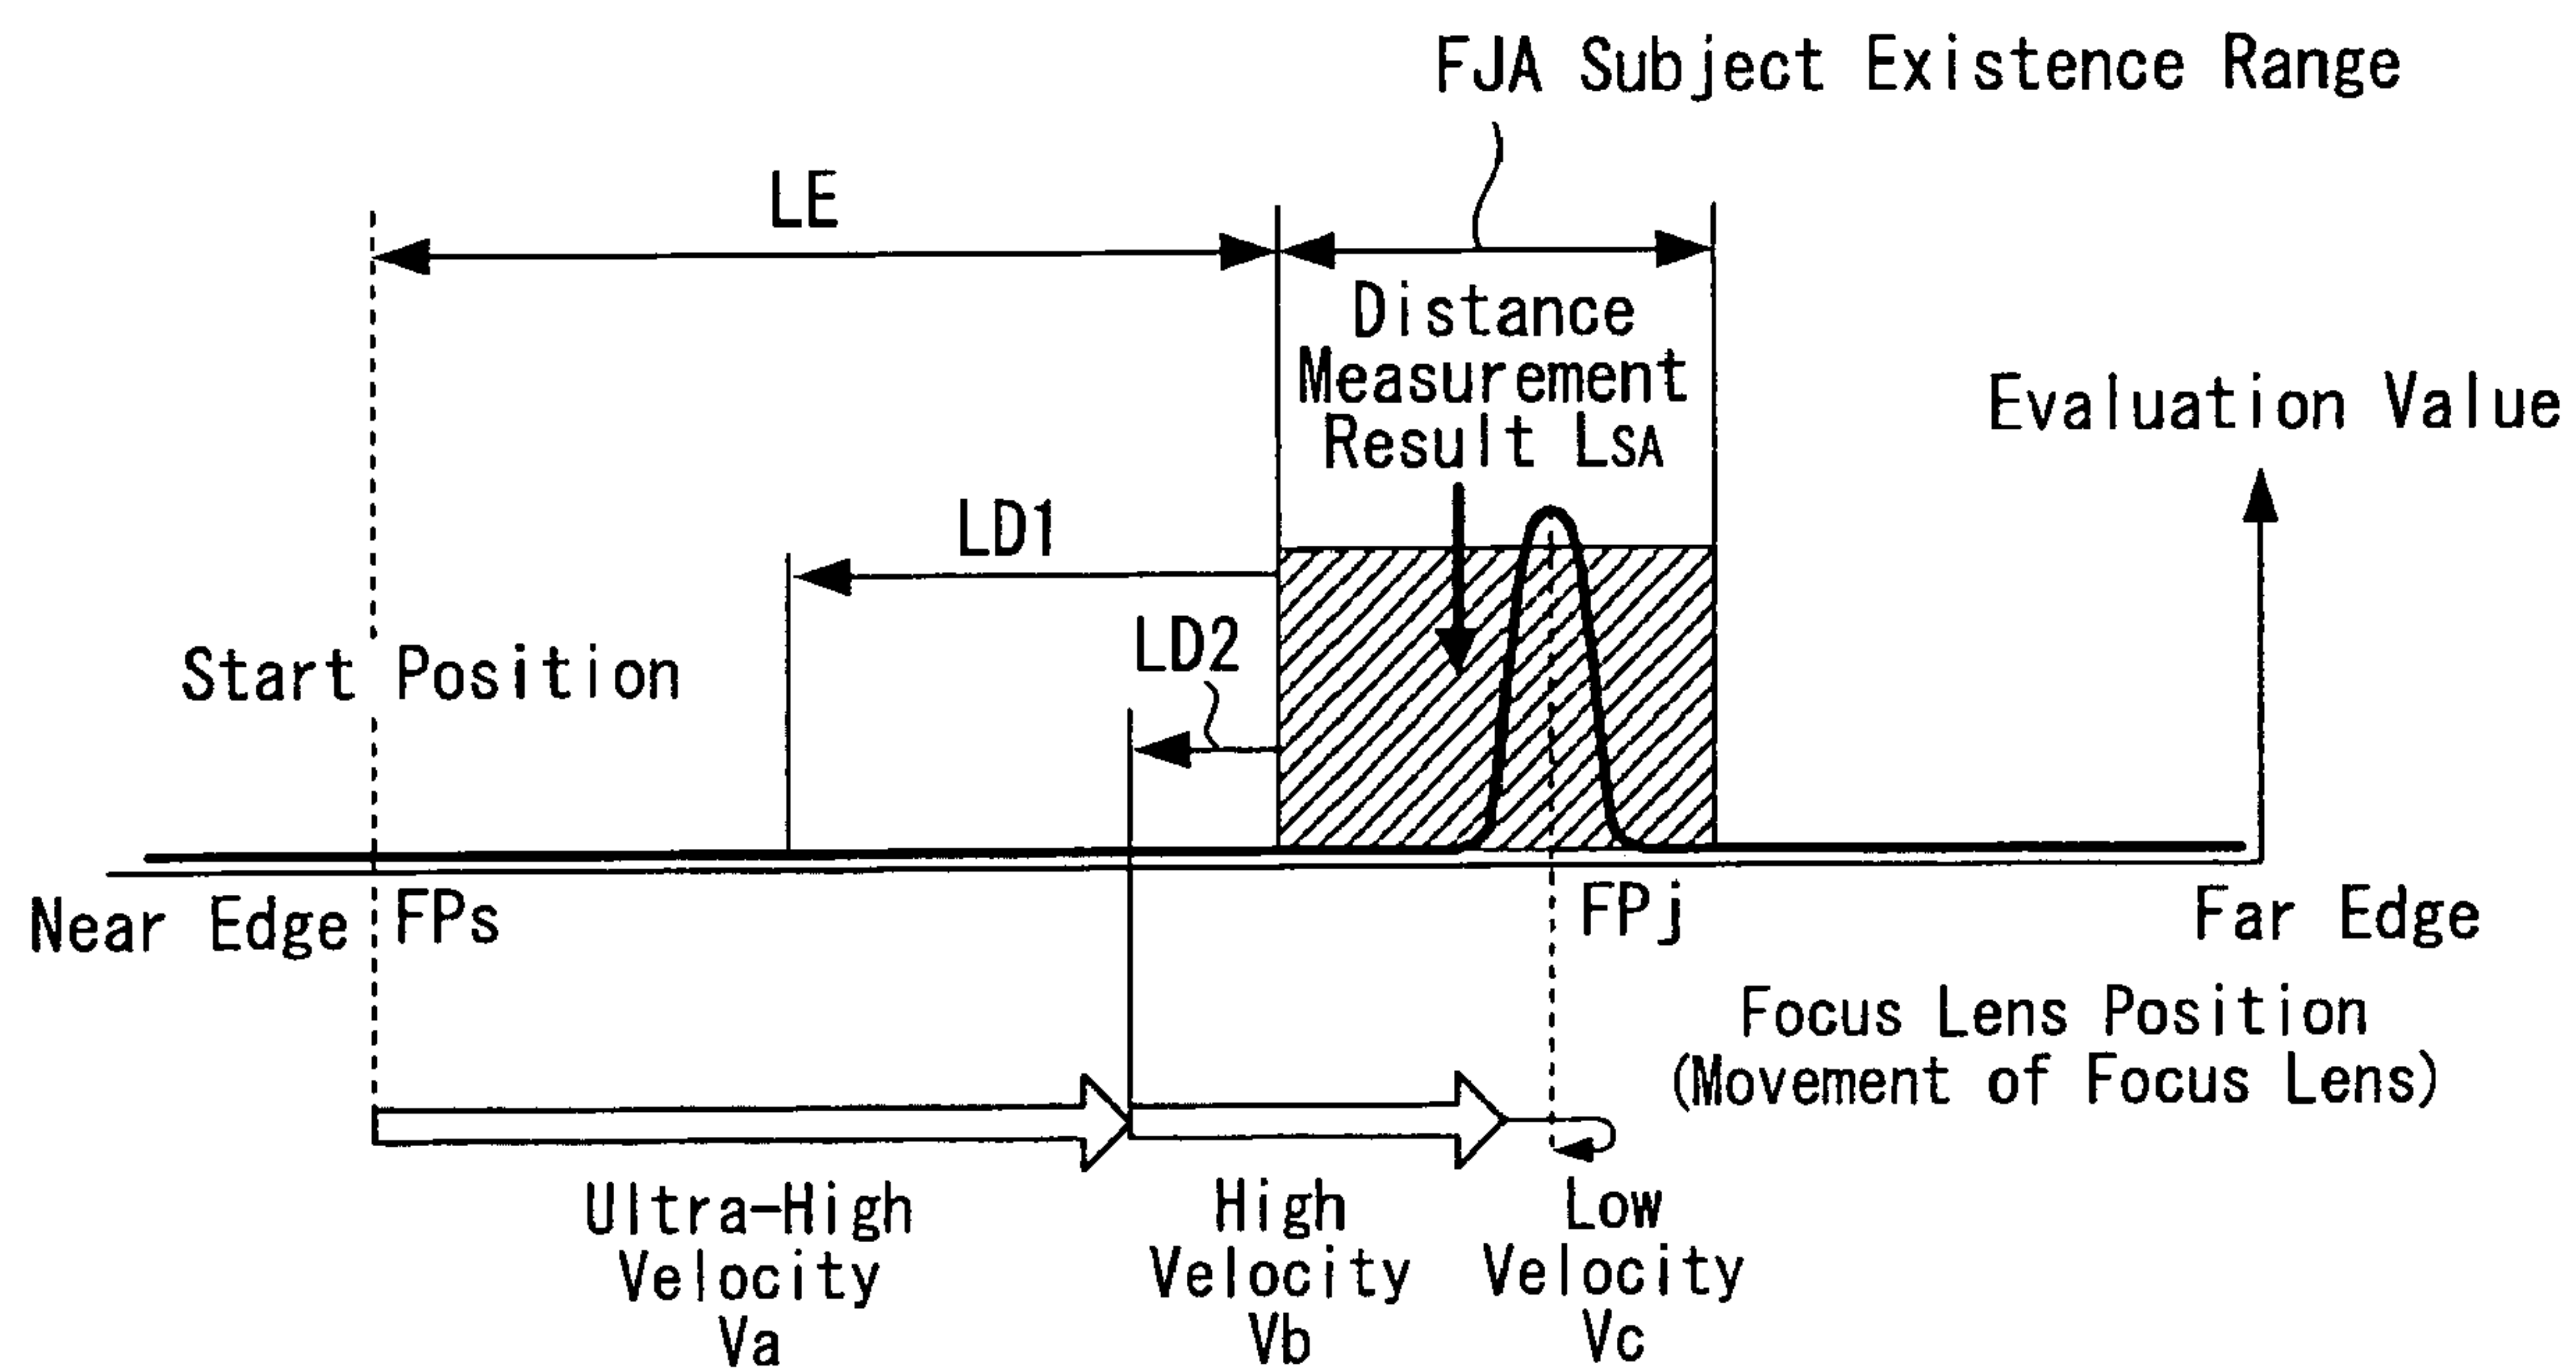 FJA Subject Existence Range
LE
Distance
Measurement
Result LSA
Evaluation Value
LD1
LD2
Start Position
Near Edge
FPs
FPj
Far Edge
Focus Lens Position
(Movement of Focus Lens)
Ultra-High
Velocity
Va
High
Velocity
Vb
Low
Velocity
Vc